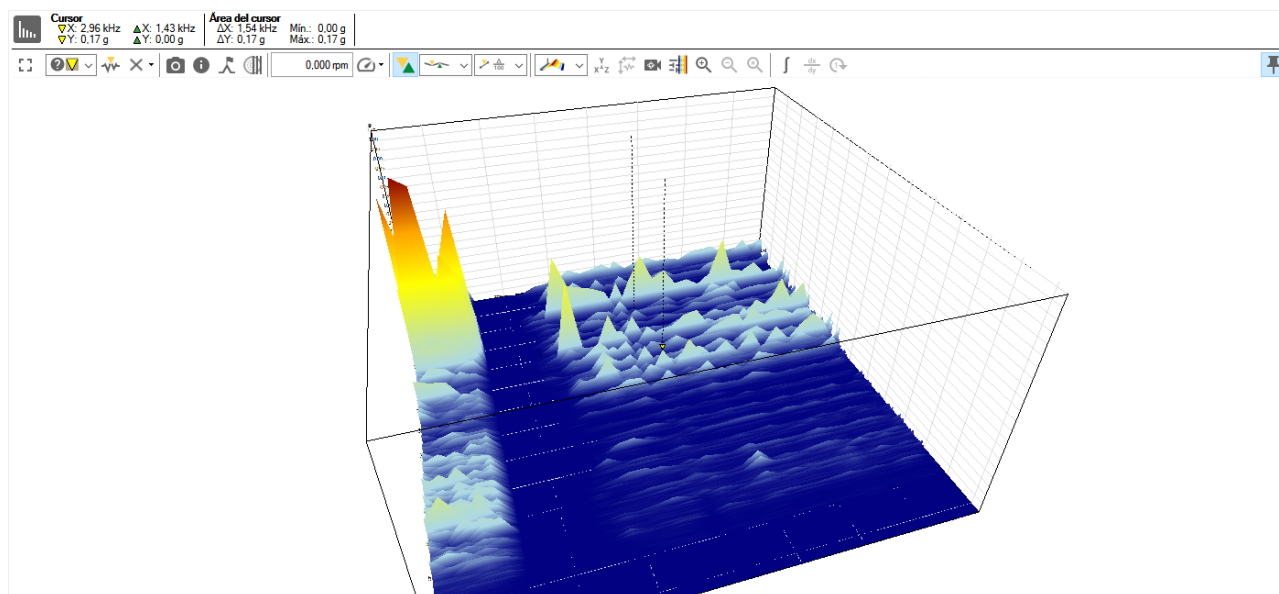 Cursor
X: 2,96 kHz X: 1,43 kHz
Y: 0,17 g Y: 0,00 g
Área del cursor
ΔX: 1,54 kHz Mín.: 0,00 g
ΔY: 0,17 g Máx.: 0,17 g
0,000 rpm